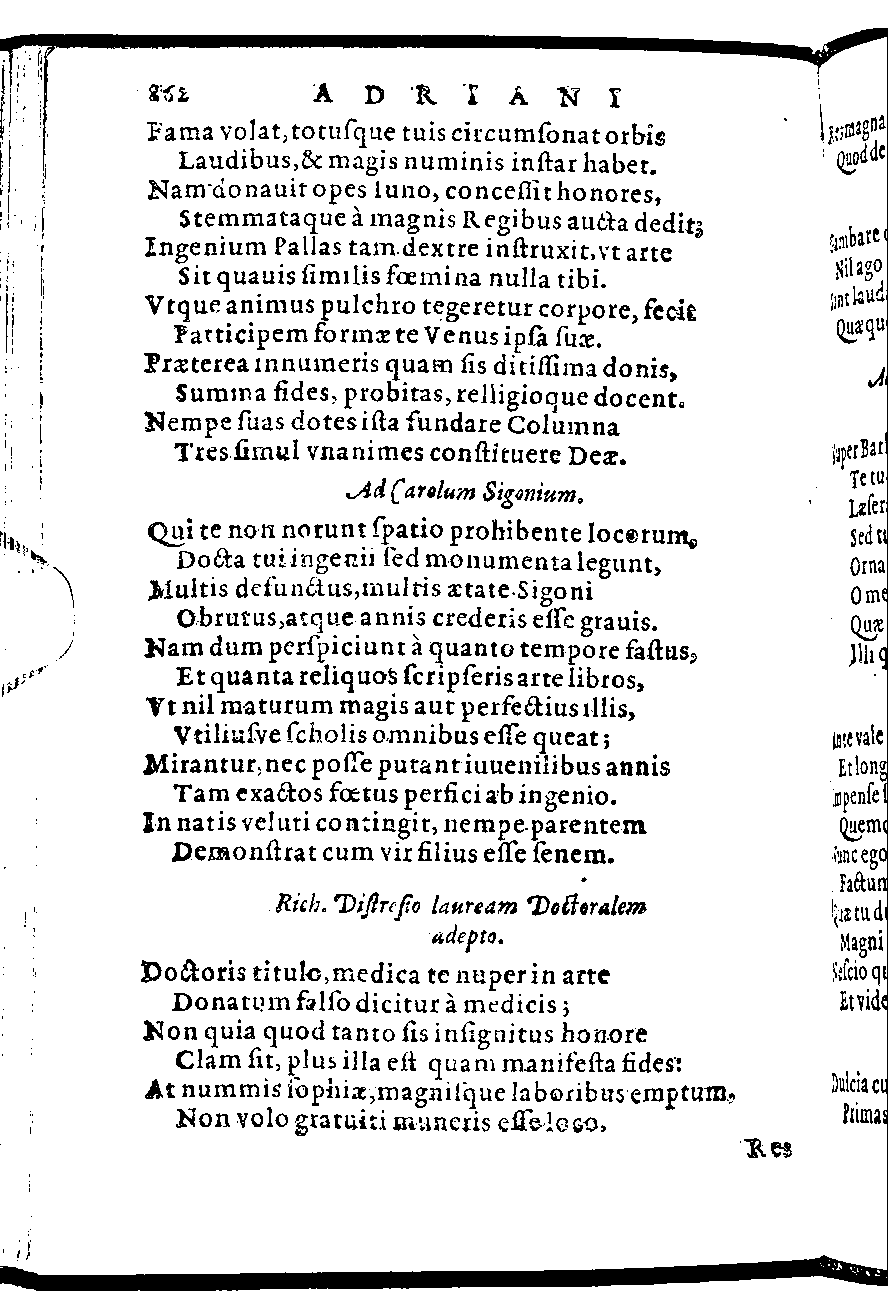 862 ADRIANI
Fama volat, totuſque tuis circumſonat orbis
Laudibus, & magis numinis inſtar habet.
Nam donauit opes Iuno, conceſſit honores,
Stemmataque à magnis Regibus aucta dedit;
Ingenium Pallas tam dextre inſtruxit, vt arte
Sit quauis ſimilis fœmina nulla tibi.
Vtque animus pulchro tegeretur corpore, fecit
Participem formæ te Venus ipſa ſuæ.
Præterea innumeris quam ſis ditiſſima donis,
Summa fides, probitas, relligioque docent.
Nempe ſuas dotes iſta fundare Columna
Tres ſimul vnanimes conſtituere Deæ.
Ad Carolum Sigonium.
Qui te non norunt ſpatio prohibente locorum,
Docta tui ingenii ſed monumenta legunt,
Multis defunctus, multis ætate Sigoni
Obrutus, atque annis crederis eſſe grauis.
Nam dum perſpiciunt à quanto tempore faſtus,
Et quanta reliquos ſcripſeris arte libros,
Vt nil maturum magis aut perfectius illis,
Vtiliuſve ſcholis omnibus eſſe queat;
Mirantur, nec poſſe putant iuuenilibus annis
Tam exactos fœtus perfici ab ingenio.
In natis veluti contingit, nempe parentem
Demonſtrat cum vir filius eſſe ſenem.
Rich. Diſtreſio lauream Doctoralem
adepto.
Doctoris titulo, medica te nuper in arte
Donatum falſo dicitur à medicis;
Non quia quod tanto ſis inſignitus honore
Clam ſit, plus illa eſt quam manifeſta fides:
At nummis ſophiæ, magniſque laboribus emptum,
Non volo gratuiti muneris eſſe loco,
Res